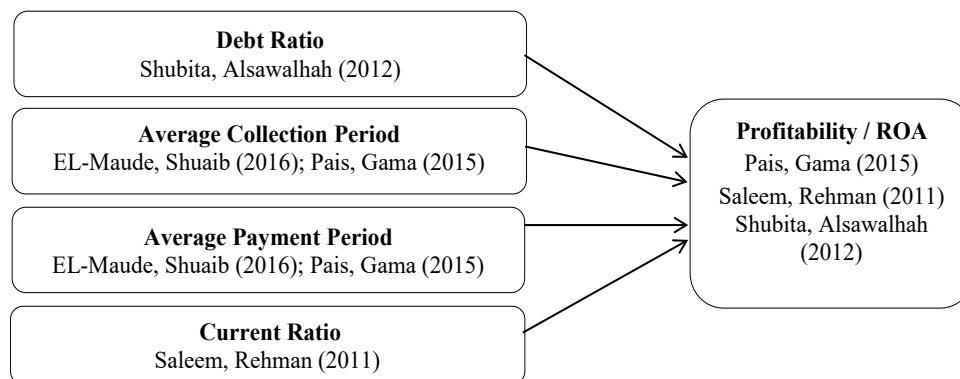 Debt Ratio
Shubita, Alsawalhah (2012)
Average Collection Period
EL-Maude, Shuaib (2016); Pais, Gama (2015)
Average Payment Period
EL-Maude, Shuaib (2016); Pais, Gama (2015)
Current Ratio
Saleem, Rehman (2011)
Profitability / ROA
Pais, Gama (2015)
Saleem, Rehman (2011)
Shubita, Alsawalhah
(2012)